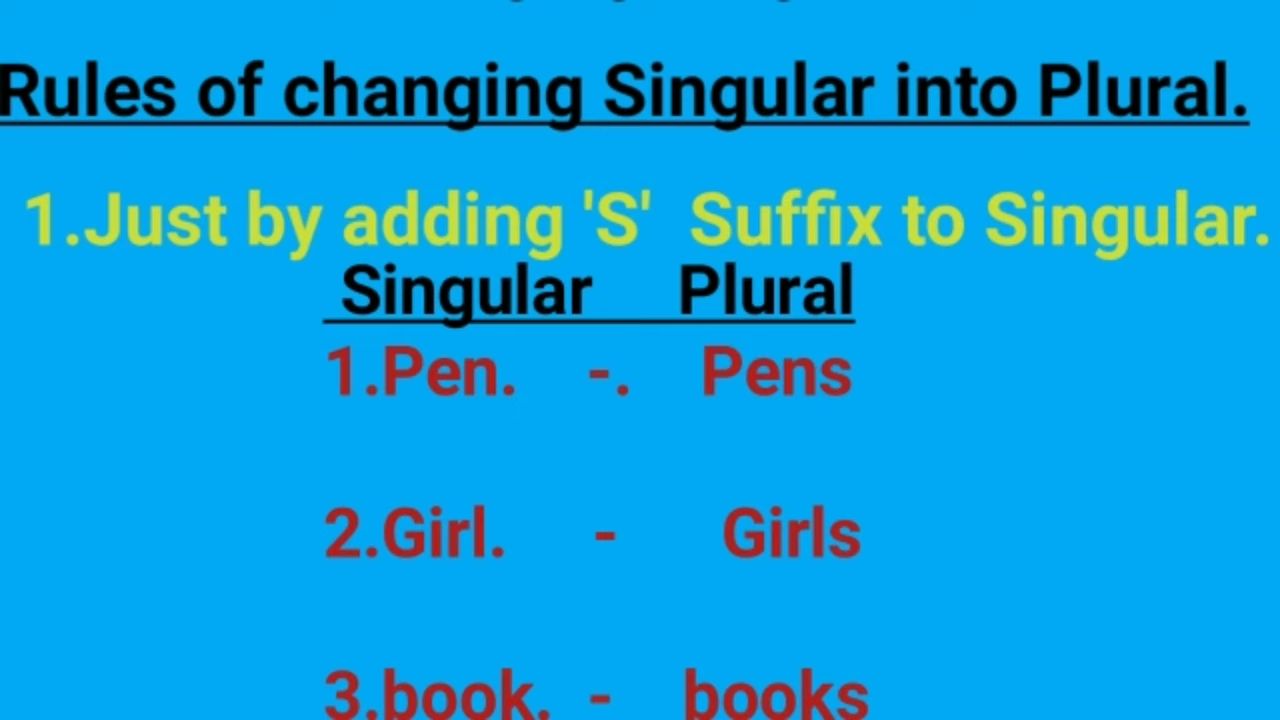 Rules of changing Singular into Plural.
1.Just by adding 'S' Suffix to Singular.
Singular Plural
1.Pen. -. Pens
2.Girl. - Girls
3.book. - books